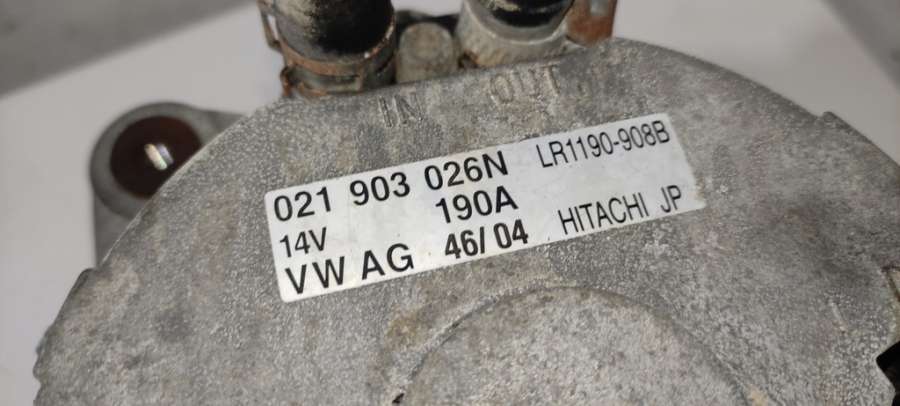 IN OUT
021 903 026N LR1190-908B
14V 190A
VW AG 46/04 HITACHI JP